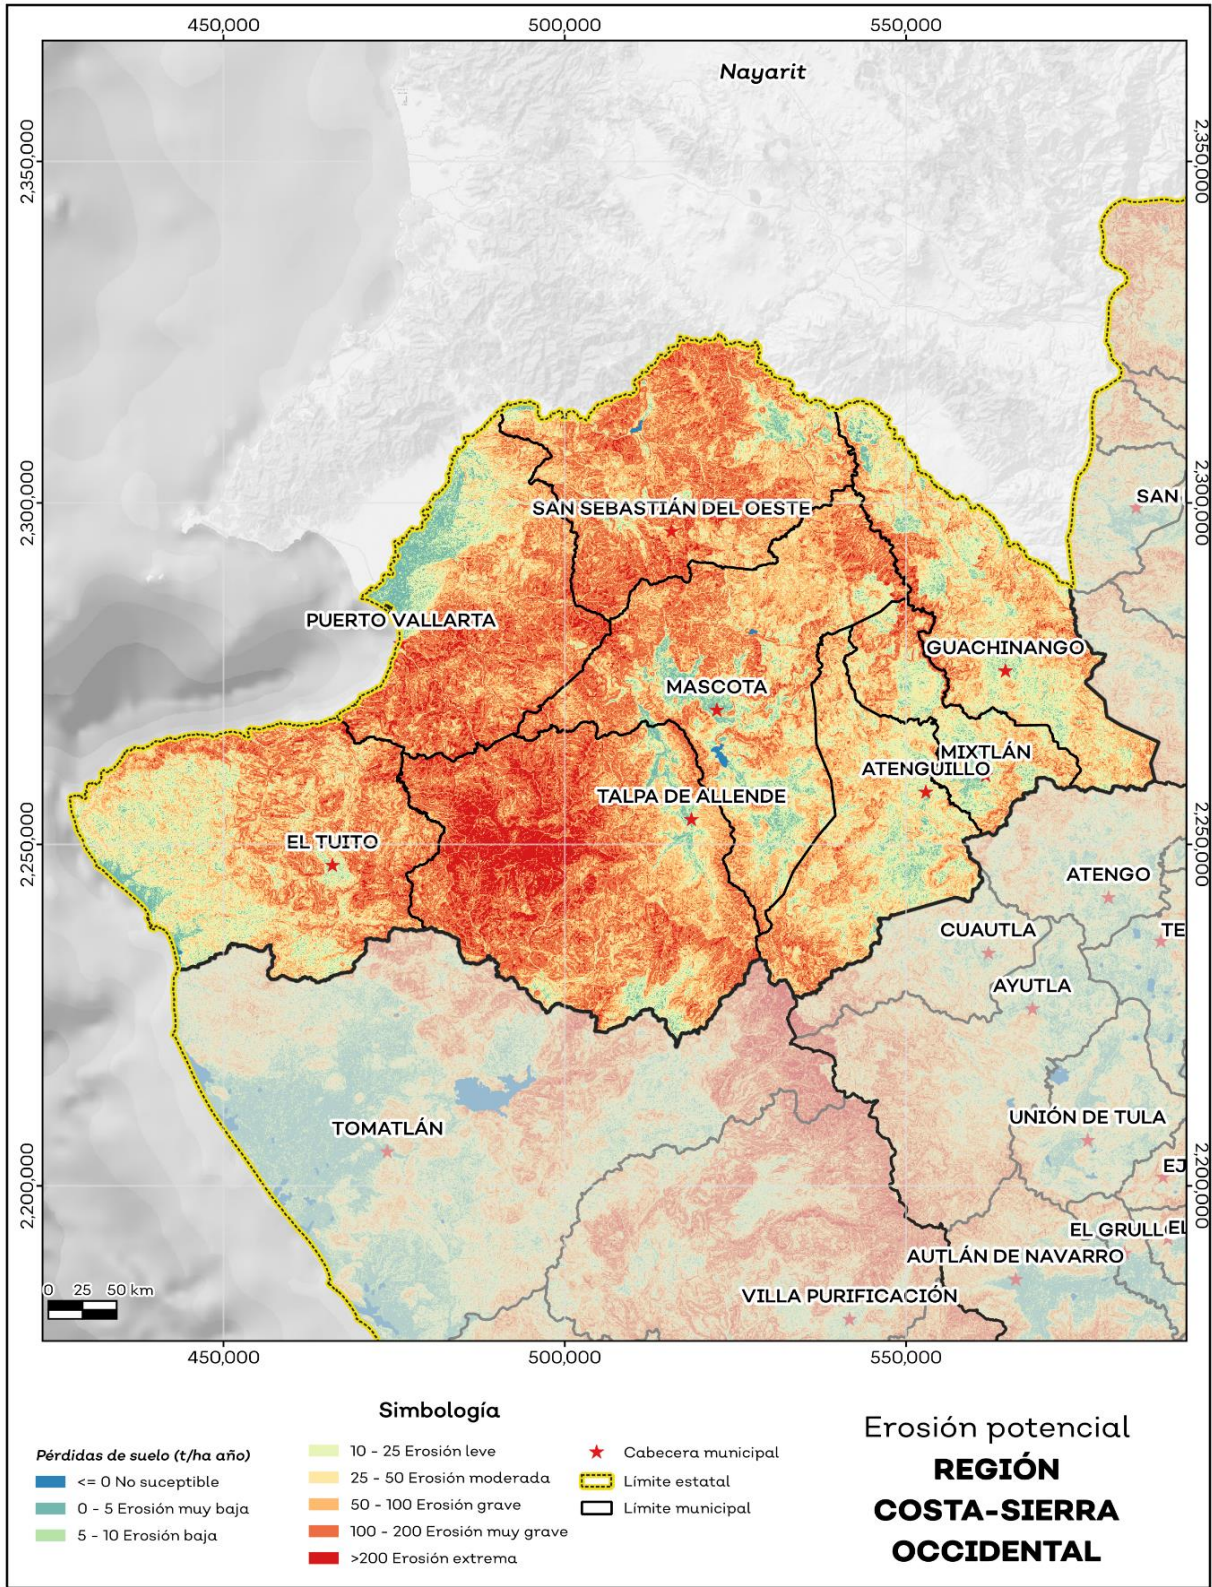 450,000
500,000
550,000
Nayarit
2,350,000
2,350,000
SAN
2,300,000
2,300,000
SAN SEBASTIÁN DEL OESTE
PUERTO VALLARTA
GUACHINANGO
MASCOTA
MIXTLÁN
ATENGUILLO
TALPA DE ALLENDE
EL TUITO
2,250,000
2,250,000
ATENGO
CUAUTLA
TE
AYUTLA
TOMATLÁN
UNIÓN DE TULA
2,200,000
2,200,000
EJ
EL GRULL
EL
AUTLÁN DE NAVARRO
VILLA PURIFICACIÓN
0 25 50 km
450,000
500,000
550,000
Simbología
Pérdidas de suelo (t/ha año)
<= 0 No suceptible
0 - 5 Erosión muy baja
5 - 10 Erosión baja
10 - 25 Erosión leve
25 - 50 Erosión moderada
50 - 100 Erosión grave
100 - 200 Erosión muy grave
>200 Erosión extrema
Cabecera municipal
Límite estatal
Límite municipal
Erosión potencial
REGIÓN
COSTA-SIERRA
OCCIDENTAL